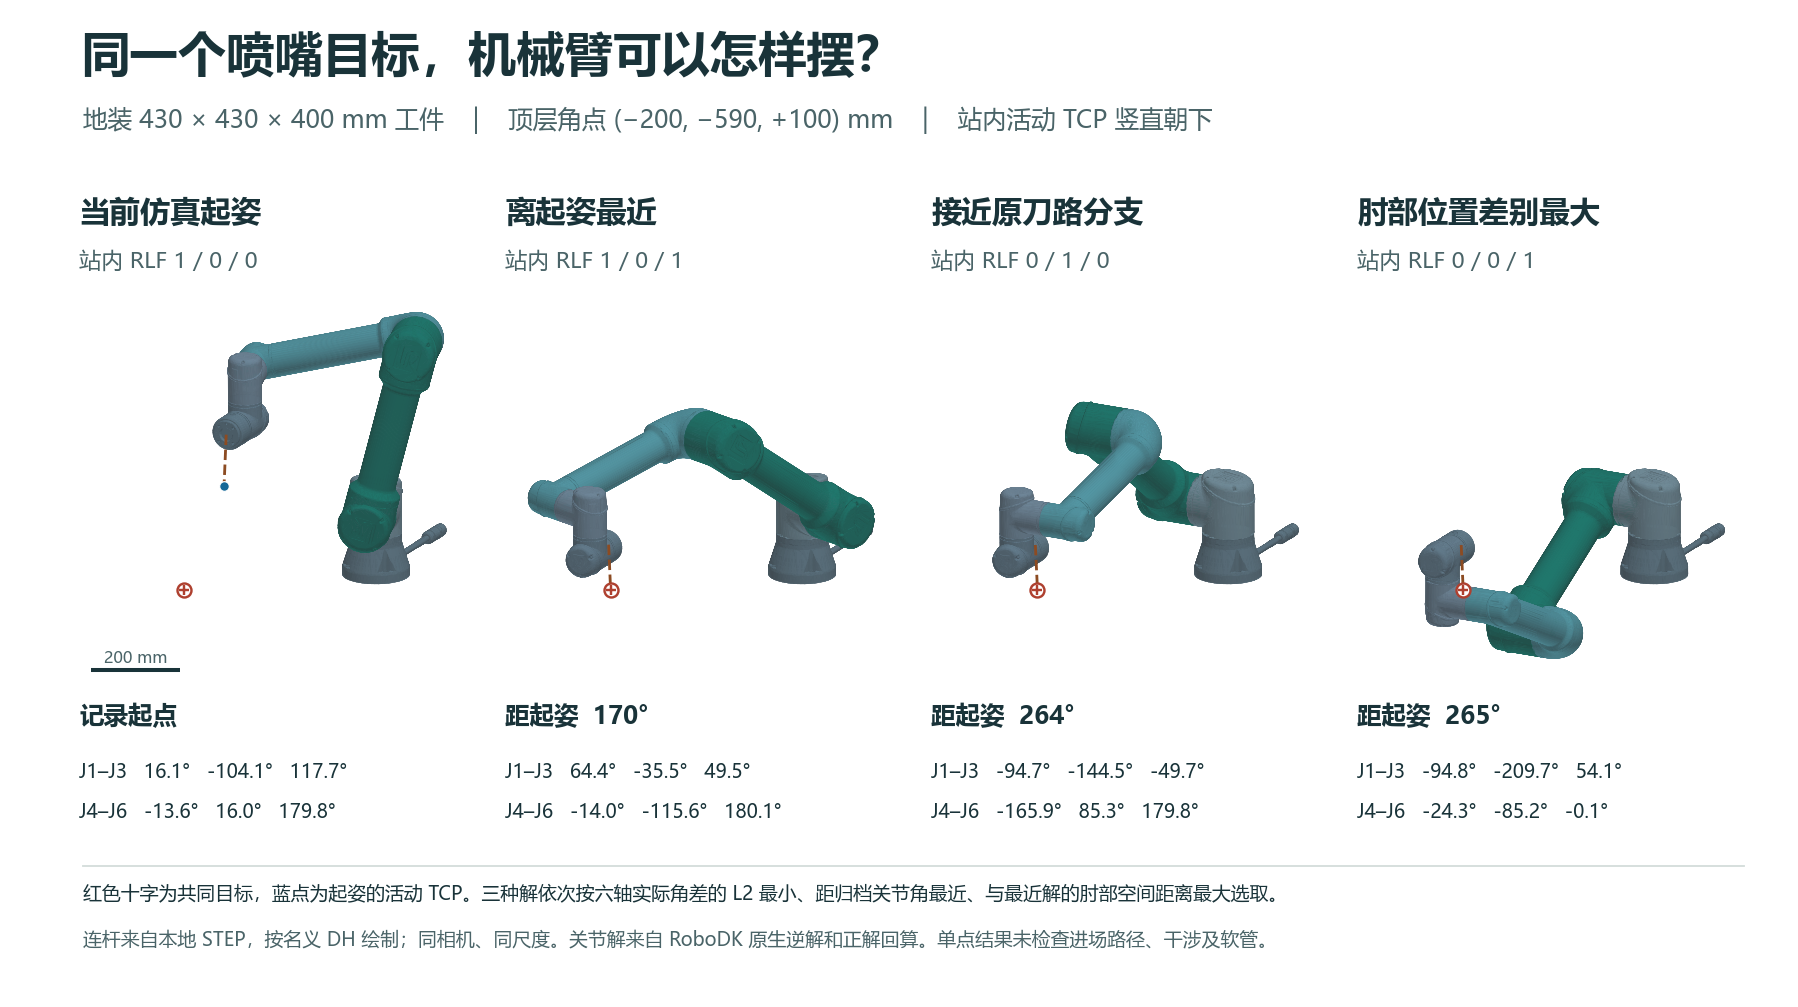 同一个喷嘴目标，机械臂可以怎样摆？
地装 430 × 430 × 400 mm 工件 | 顶层角点 (−200, −590, +100) mm | 站内活动 TCP 竖直朝下
当前仿真起姿
站内 RLF 1 / 0 / 0
离起姿最近
站内 RLF 1 / 0 / 1
接近原刀路分支
站内 RLF 0 / 1 / 0
肘部位置差别最大
站内 RLF 0 / 0 / 1
200 mm
记录起点
J1–J3 16.1° -104.1° 117.7°
J4–J6 -13.6° 16.0° 179.8°
距起姿 170°
J1–J3 64.4° -35.5° 49.5°
J4–J6 -14.0° -115.6° 180.1°
距起姿 264°
J1–J3 -94.7° -144.5° -49.7°
J4–J6 -165.9° 85.3° 179.8°
距起姿 265°
J1–J3 -94.8° -209.7° 54.1°
J4–J6 -24.3° -85.2° -0.1°
红色十字为共同目标，蓝点为起姿的活动 TCP。三种解依次按六轴实际角差的 L2 最小、距归档关节角最近、与最近解的肘部空间距离最大选取。
连杆来自本地 STEP，按名义 DH 绘制；同相机、同尺度。关节解来自 RoboDK 原生逆解和正解回算。单点结果未检查进场路径、干涉及软管。